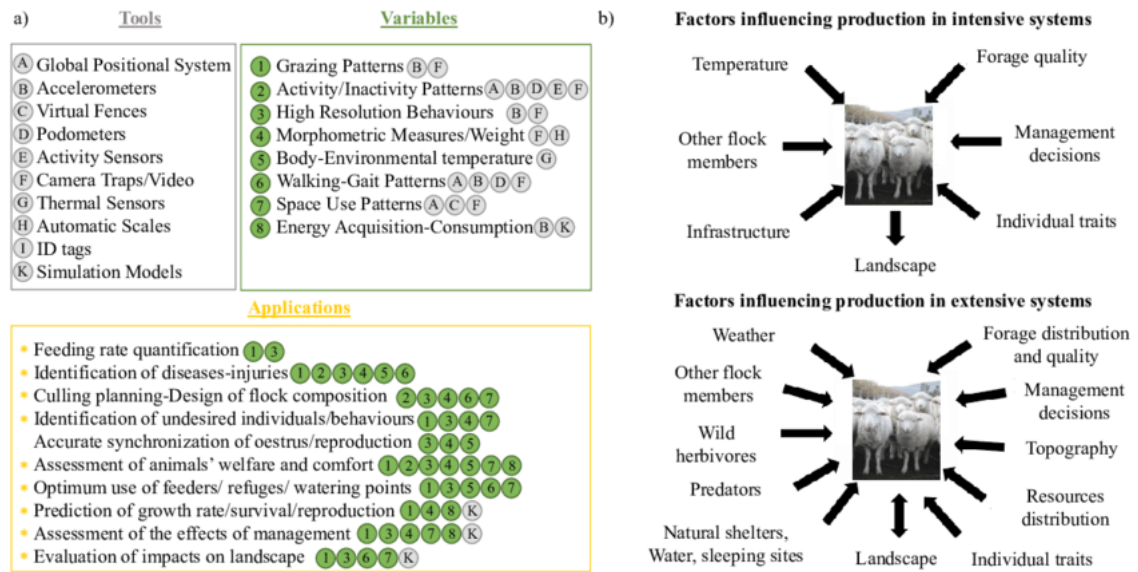 a)
Tools
A Global Positional System
B Accelerometers
C Virtual Fences
D Podometers
E Activity Sensors
F Camera Traps/Video
G Thermal Sensors
H Automatic Scales
I ID tags
K Simulation Models
Variables
1 Grazing Patterns B F
2 Activity/Inactivity Patterns A B D E F
3 High Resolution Behaviours B F
4 Morphometric Measures/Weight F H
5 Body-Environmental temperature G
6 Walking-Gait Patterns A B D F
7 Space Use Patterns A C F
8 Energy Acquisition-Consumption B K
Applications
Feeding rate quantification 1 3
Identification of diseases-injuries 1 2 3 4 5 6
Culling planning-Design of flock composition 2 3 4 6 7
Identification of undesired individuals/behaviours 1 3 4 7
Accurate synchronization of oestrus/reproduction 3 4 5
Assessment of animals' welfare and comfort 1 2 3 4 5 7 8
Optimum use of feeders/ refuges/ watering points 1 3 5 6 7
Prediction of growth rate/survival/reproduction 1 4 8 K
Assessment of the effects of management 1 3 4 7 8 K
Evaluation of impacts on landscape 1 3 6 7 K
b)
Factors influencing production in intensive systems
Temperature
Forage quality
Other flock
members
Management
decisions
Infrastructure
Individual traits
Landscape
Factors influencing production in extensive systems
Weather
Forage distribution
and quality
Other flock
members
Management
decisions
Wild
herbivores
Topography
Predators
Resources
distribution
Natural shelters,
Water, sleeping sites
Landscape
Individual traits